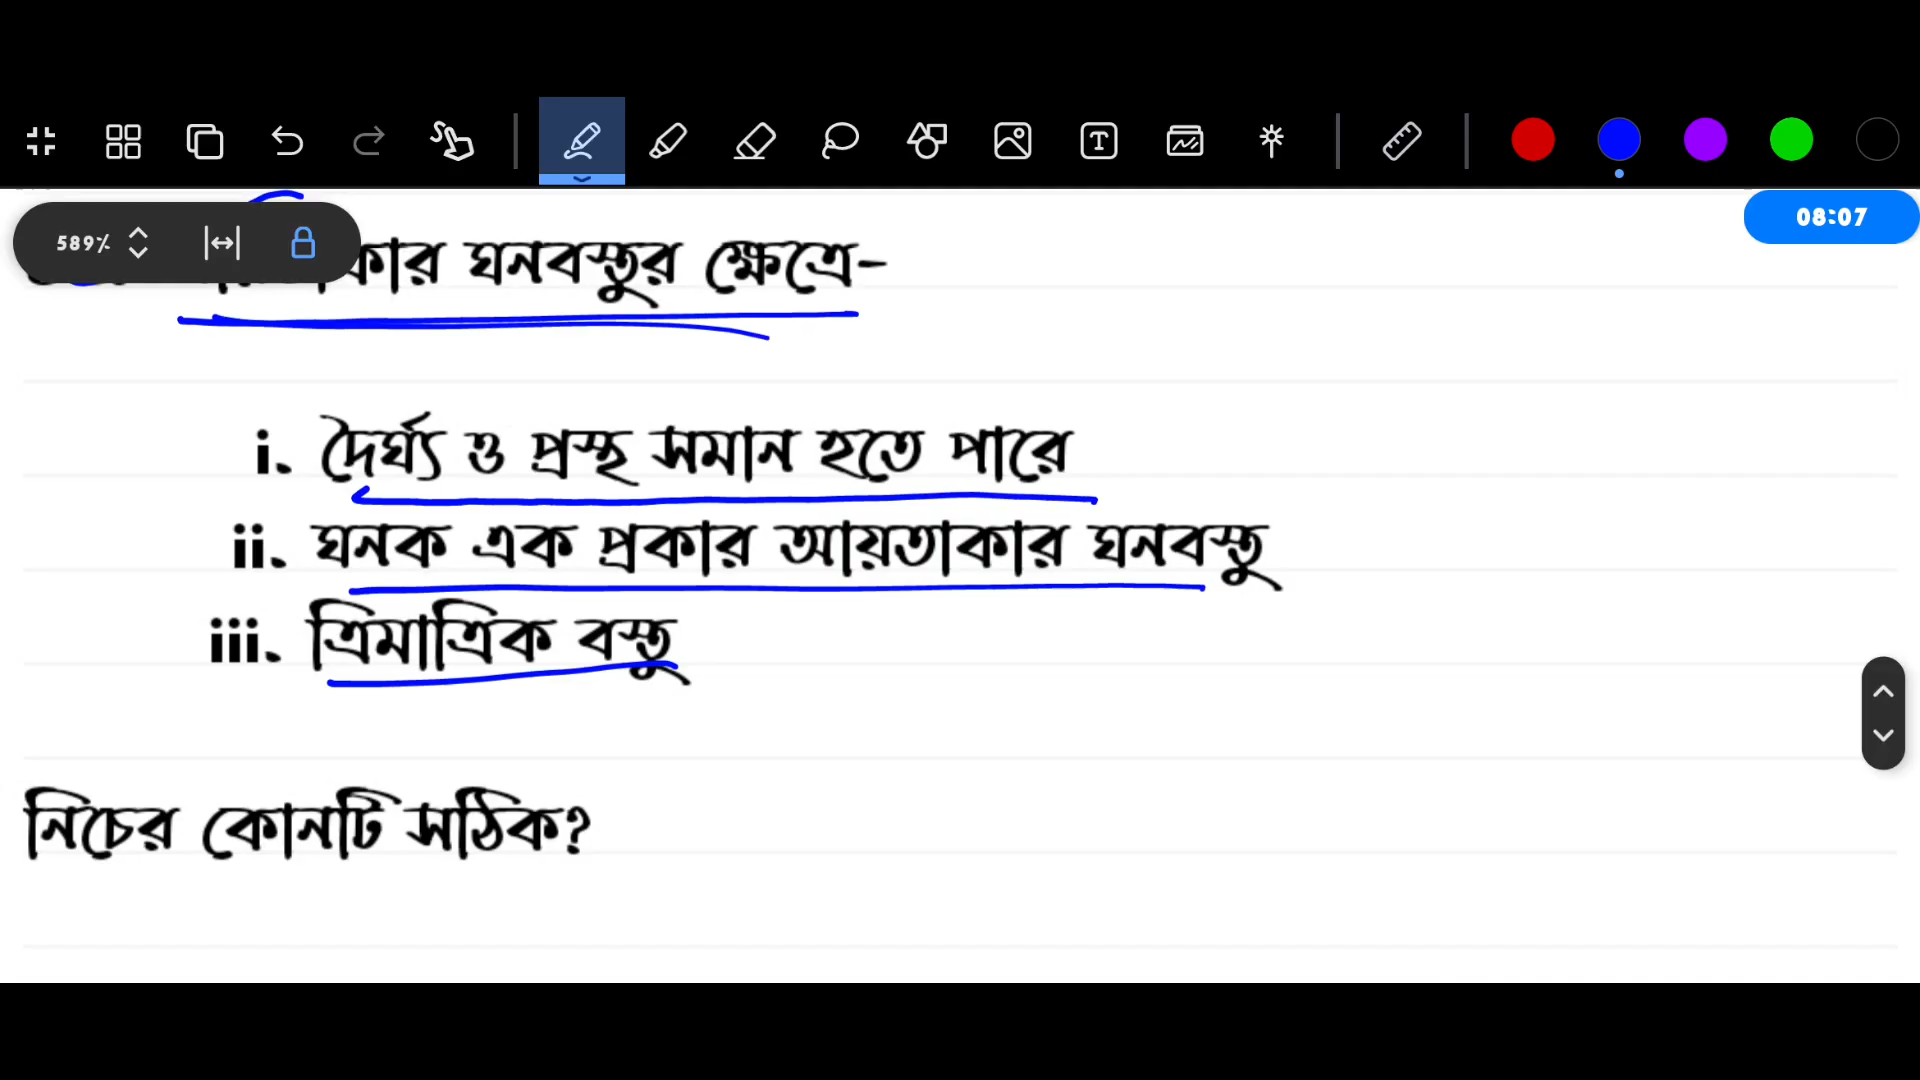 589%
08:07
ঘনবস্তুর ক্ষেত্রে-
i. দৈর্ঘ্য ও প্রস্থ সমান হতে পারে
ii. ঘনক এক প্রকার আয়তাকার ঘনবস্তু
iii. ত্রিমাত্রিক বস্তু
নিচের কোনটি সঠিক?